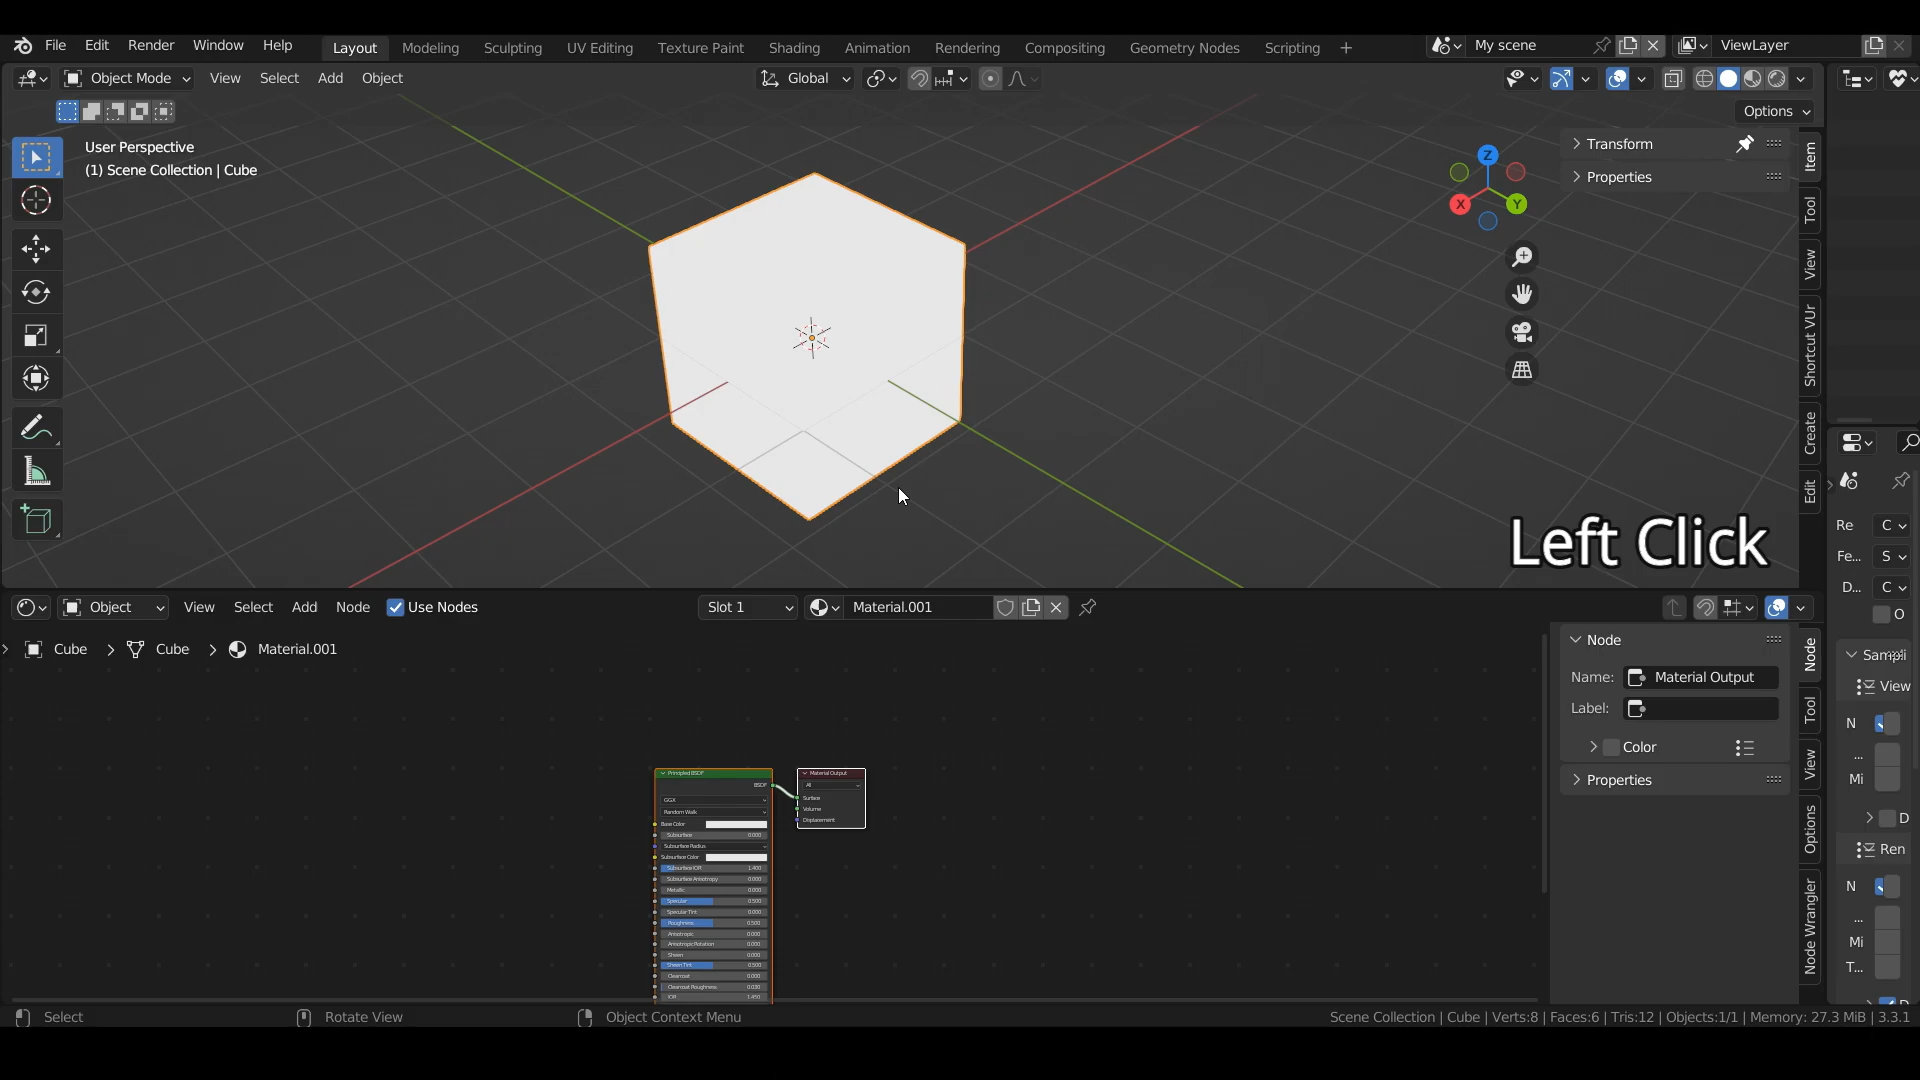 File Edit Render Window Help Layout Modeling Sculpting UV Editing Texture Paint Shading Animation Rendering Compositing Geometry Nodes Scripting + My scene ViewLayer
Object Mode View Select Add Object Global
Options
User Perspective
(1) Scene Collection | Cube
Transform
Properties
Item
Tool
View
Shortcut VUr
Create
Edit
Z
X
Y
Left Click
Object View Select Add Node Use Nodes Slot 1 Material.001
Cube Cube Material.001
Node
Name: Material Output
Label:
Color
Properties
Node
Tool
View
Options
Node Wrangler
Principled BSDF
BSDF
GGX
Random Walk
Base Color
Subsurface 0.000
Subsurface Radius
Subsurface Color
Subsurface IOR 1.400
Subsurface Anisotropy 0.000
Metallic 0.000
Specular 0.500
Specular Tint 0.000
Roughness 0.500
Anisotropic 0.000
Anisotropic Rotation 0.000
Sheen 0.000
Sheen Tint 0.500
Clearcoat 0.000
Clearcoat Roughness 0.030
IOR 1.450
Material Output
All
Surface
Volume
Displacement
Re C
Fe... S
D... C
O
Sampli
View
N
...
Mi
D
Ren
N
...
Mi
T...
Select Rotate View Object Context Menu Scene Collection | Cube | Verts:8 | Faces:6 | Tris:12 | Objects:1/1 | Memory: 27.3 MiB | 3.3.1